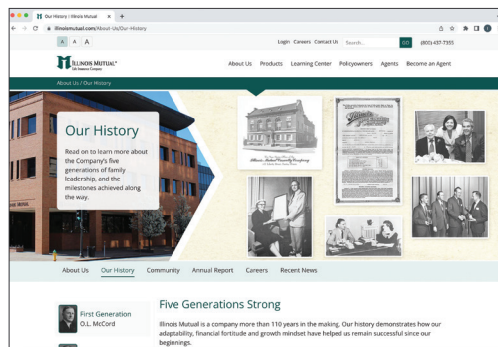 Our History | Illinois Mutual
illinoismutual.com/About-Us/Our-History
A A A
Login Careers Contact Us Search... GO (800) 437-7355
ILLINOIS MUTUAL
Life Insurance Company
About Us Products Learning Center Policyowners Agents Become an Agent
About Us / Our History
Our History
Read on to learn more about
the Company's five
generations of family
leadership, and the
milestones achieved along
the way.
Illinois Mutual Casualty Company
Illinois
About Us Our History Community Annual Report Careers Recent News
First Generation
O.L. McCord
Five Generations Strong
Illinois Mutual is a company more than 110 years in the making. Our history demonstrates how our
adaptability, financial fortitude and growth mindset have helped us remain successful since our
beginnings.